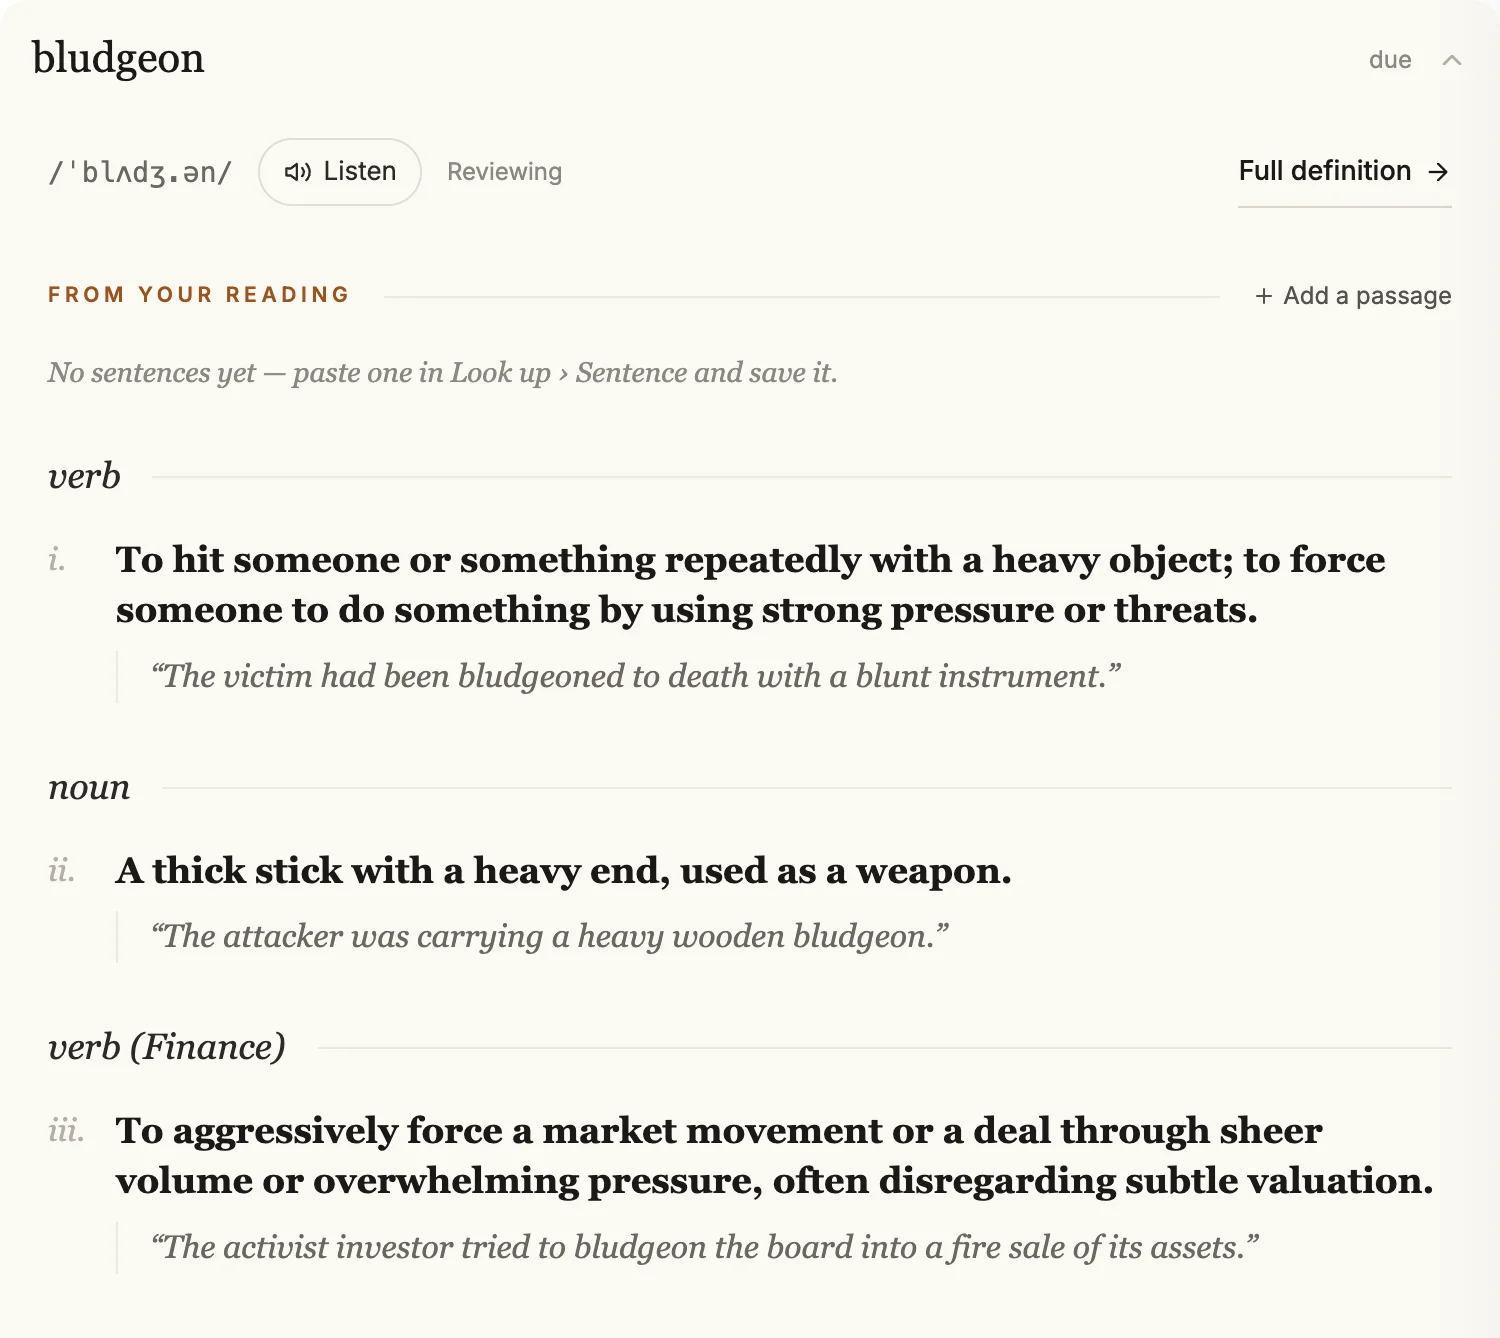 bludgeon
due
/ˈblʌdʒ.ən/ Listen Reviewing Full definition →
FROM YOUR READING + Add a passage
No sentences yet — paste one in Look up › Sentence and save it.
verb
i. To hit someone or something repeatedly with a heavy object; to force
someone to do something by using strong pressure or threats.
“The victim had been bludgeoned to death with a blunt instrument.”
noun
ii. A thick stick with a heavy end, used as a weapon.
“The attacker was carrying a heavy wooden bludgeon.”
verb (Finance)
iii. To aggressively force a market movement or a deal through sheer
volume or overwhelming pressure, often disregarding subtle valuation.
“The activist investor tried to bludgeon the board into a fire sale of its assets.”